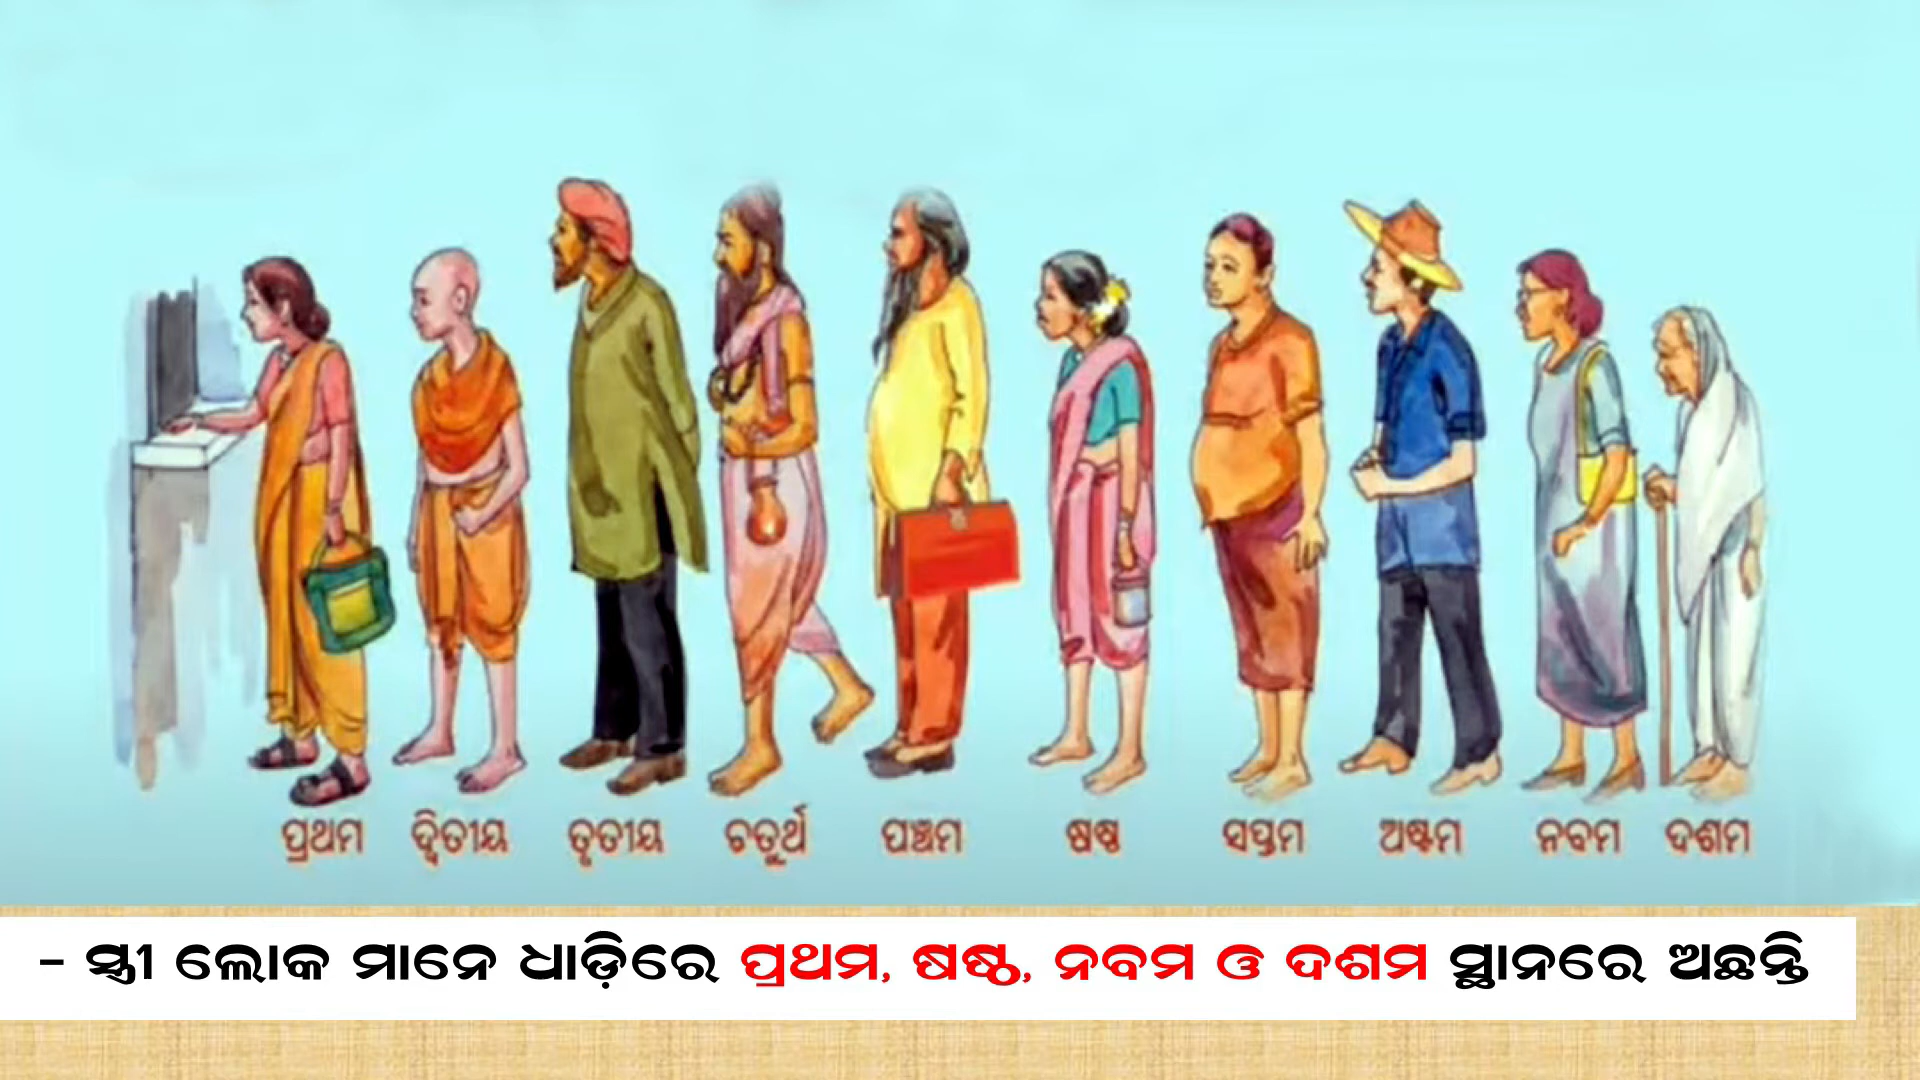 ପ୍ରଥମ ଦ୍ୱିତୀୟ ତୃତୀୟ ଚତୁର୍ଥ ପଞ୍ଚମ ଷଷ୍ଠ ସପ୍ତମ ଅଷ୍ଟମ ନବମ ଦଶମ
- ସ୍ତ୍ରୀ ଲୋକ ମାନେ ଧାଡ଼ିରେ ପ୍ରଥମ, ଷଷ୍ଠ, ନବମ ଓ ଦଶମ ସ୍ଥାନରେ ଅଛନ୍ତି